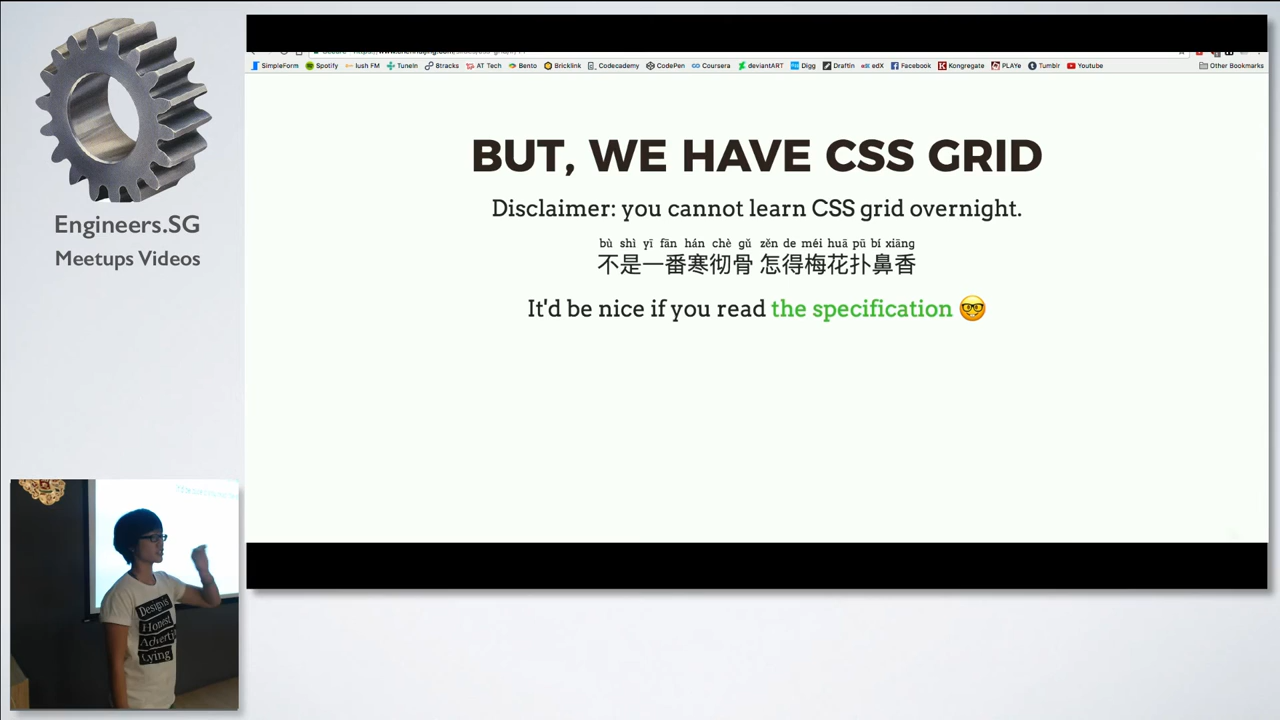 Engineers.SG
Meetups Videos
SimpleForm Spotify lush FM TuneIn 8tracks AT Tech Bento Bricklink Codecademy CodePen Coursera deviantART Digg Draftin edX Facebook Kongregate PLAYe Tumblr Youtube Other Bookmarks
BUT, WE HAVE CSS GRID
Disclaimer: you cannot learn CSS grid overnight.
bù shì yī fān hán chè gǔ zěn de méi huā pū bí xiāng
不是一番寒彻骨 怎得梅花扑鼻香
It'd be nice if you read the specification 🤓
Design is
Honest
Adverti
Lying